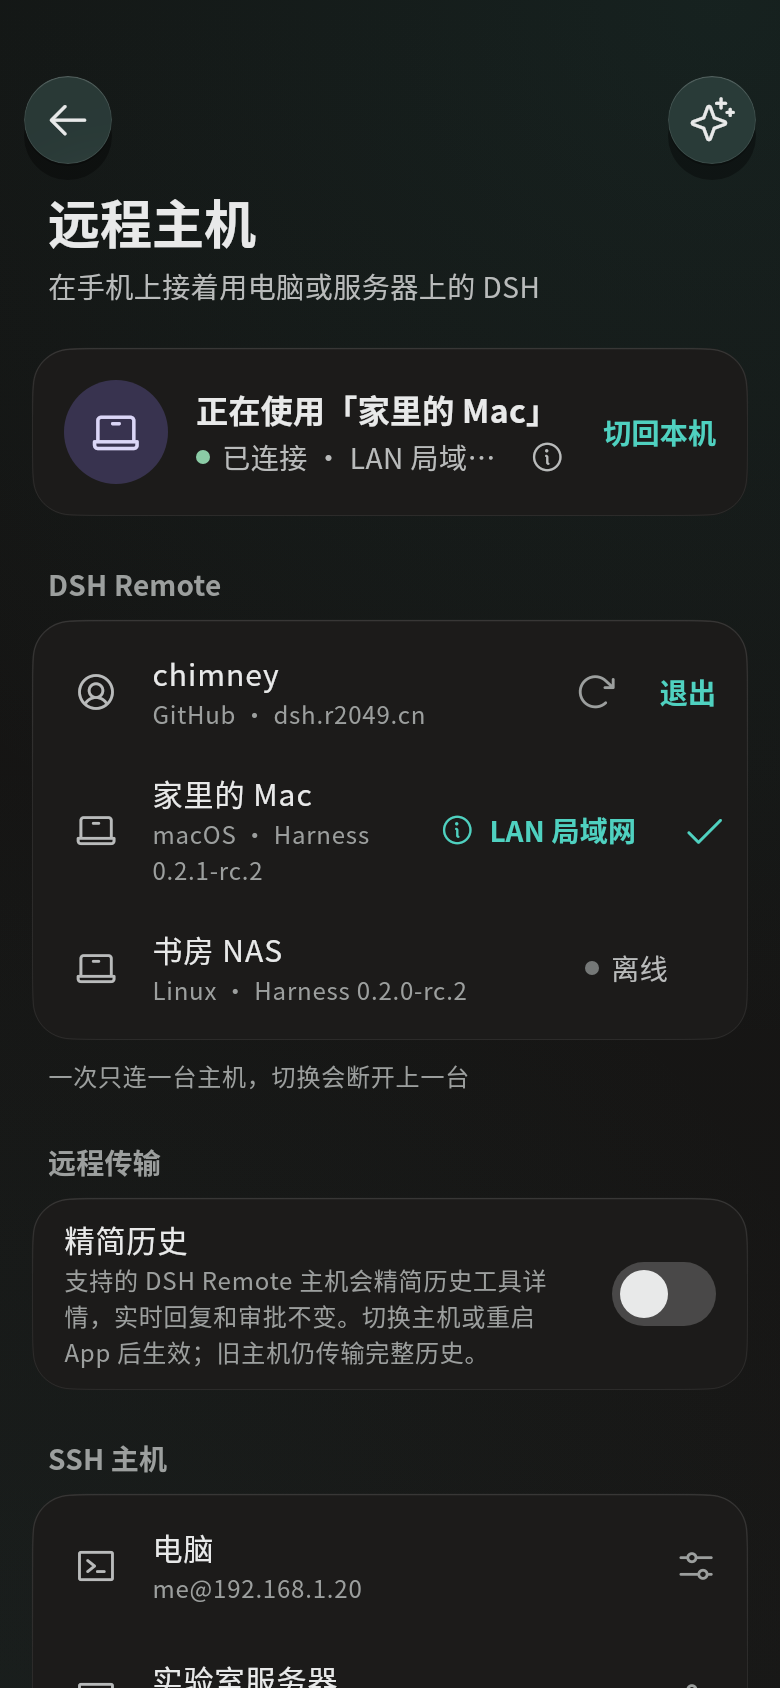 远程主机
在手机上接着用电脑或服务器上的 DSH
正在使用「家里的 Mac」
已连接 • LAN 局域…
切回本机
DSH Remote
chimney
GitHub • dsh.r2049.cn
退出
家里的 Mac
macOS • Harness
0.2.1-rc.2
LAN 局域网
书房 NAS
Linux • Harness 0.2.0-rc.2
离线
一次只连一台主机，切换会断开上一台
远程传输
精简历史
支持的 DSH Remote 主机会精简历史工具详
情，实时回复和审批不变。切换主机或重启
App 后生效；旧主机仍传输完整历史。
SSH 主机
电脑
me@192.168.1.20
实验室服务器